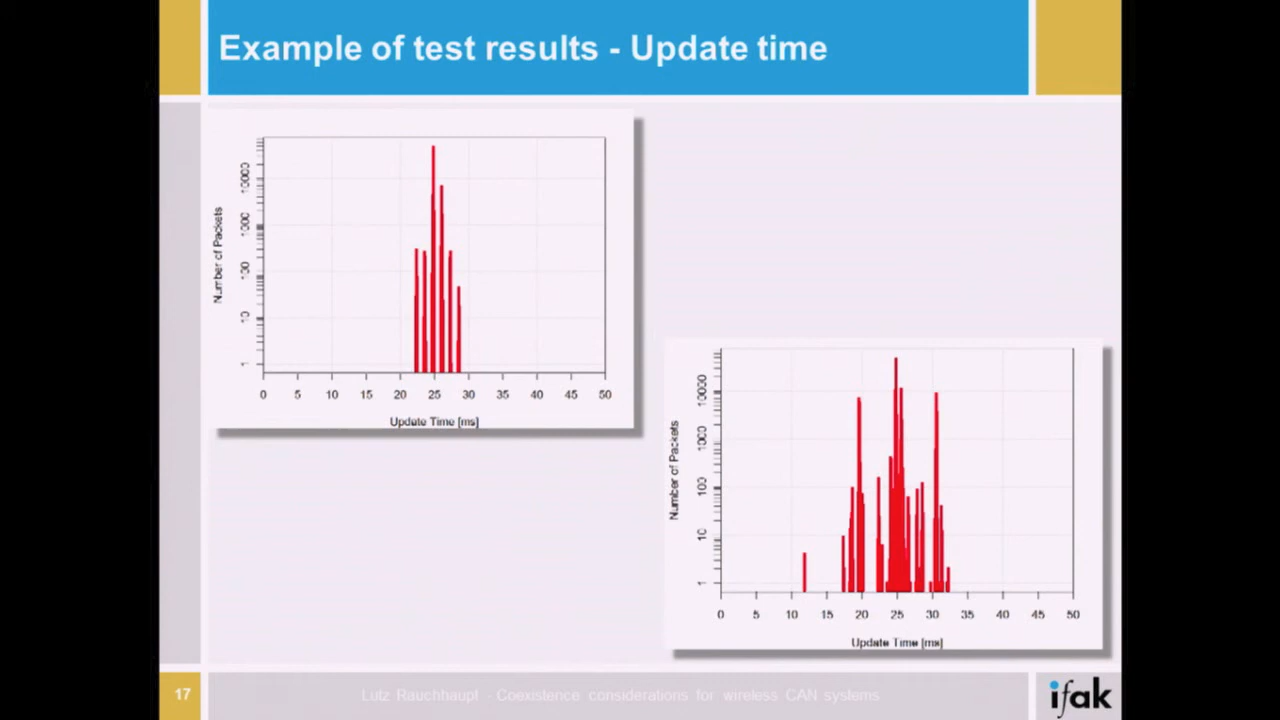 Example of test results - Update time
Number of Packets
10000
1000
100
10
1
0 5 10 15 20 25 30 35 40 45 50
Update Time [ms]
Number of Packets
10000
1000
100
10
1
0 5 10 15 20 25 30 35 40 45 50
Update Time [ms]
17
Lutz Rauchhaupt - Coexistence considerations for wireless CAN systems
ifak